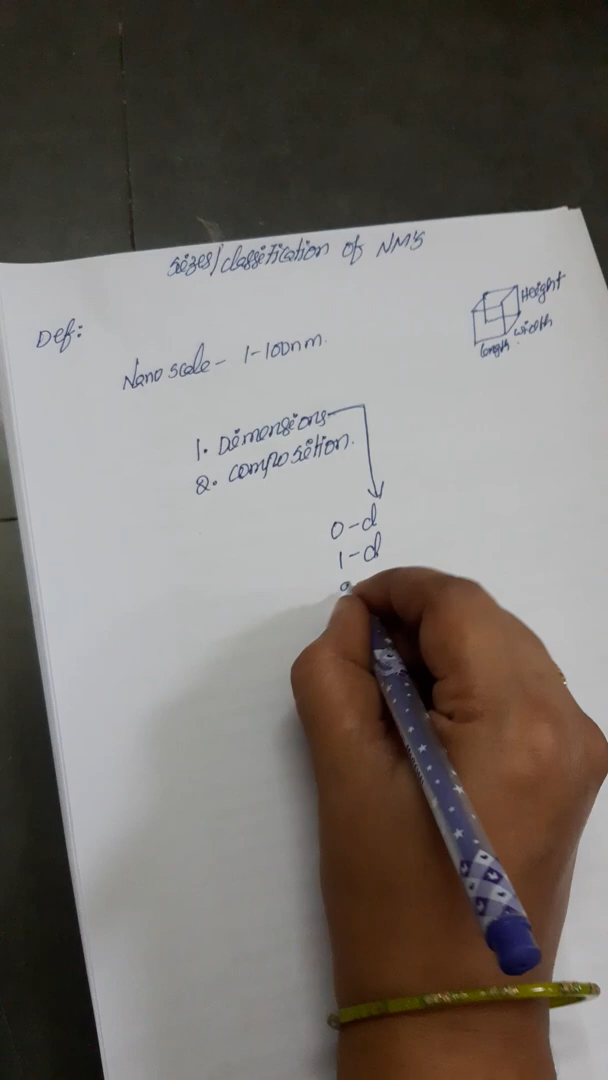 sizes/classification of NM's
Def:
Height
width
length.
Nano scale - 1-100nm.
1. Dimensions
2. composition.
0-d
1-d